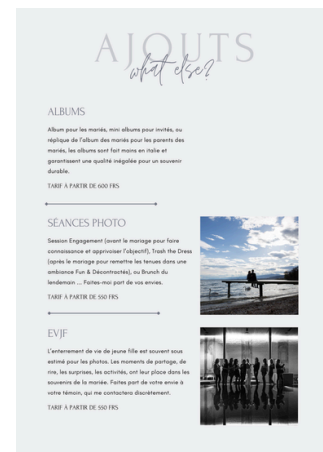 AJOUTS
what else?
ALBUMS
Album pour les mariés, mini albums pour invités, ou
réplique de l'album des mariés pour les parents des
mariés, les albums sont fait mains en italie et
garantissent une qualité inégalée pour un souvenir
durable.
TARIF À PARTIR DE 600 FRS
SÉANCES PHOTO
Session Engagement (avant le mariage pour faire
connaissance et apprivoiser l'objectif), Trash the Dress
(après le mariage pour remettre les tenues dans une
ambiance Fun & Décontractés), ou Brunch du
lendemain ... Faites-moi part de vos envies.
TARIF À PARTIR DE 350 FRS
EVJF
L'enterrement de vie de jeune fille est souvent sous
estimé pour les photos. Les moments de partage, de
rire, les surprises, les activités, ont leur place dans les
souvenirs de la mariée. Faites part de votre envie à
votre témoin, qui me contactera discrètement.
TARIF À PARTIR DE 350 FRS